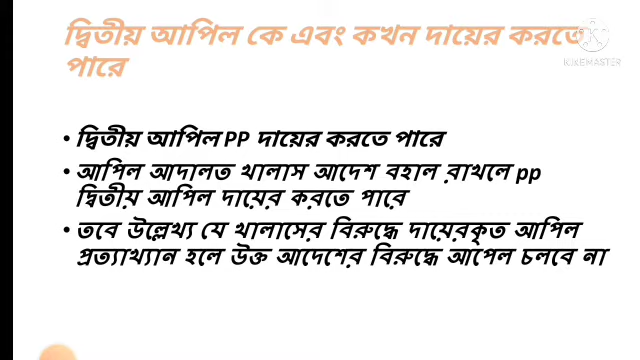 দ্বিতীয় আপিল কে এবং কখন দায়ের করতে
পারে
KINEMASTER
• দ্বিতীয় আপিল PP দায়ের করতে পারে
• আপিল আদালত খালাস আদেশ বহাল রাখলে pp
দ্বিতীয় আপিল দায়ের করতে পারে
• তবে উল্লেখ্য যে খালাসের বিরুদ্ধে দায়েরকৃত আপিল
প্রত্যাখ্যান হলে উক্ত আদেশের বিরুদ্ধে আপেল চলবে না